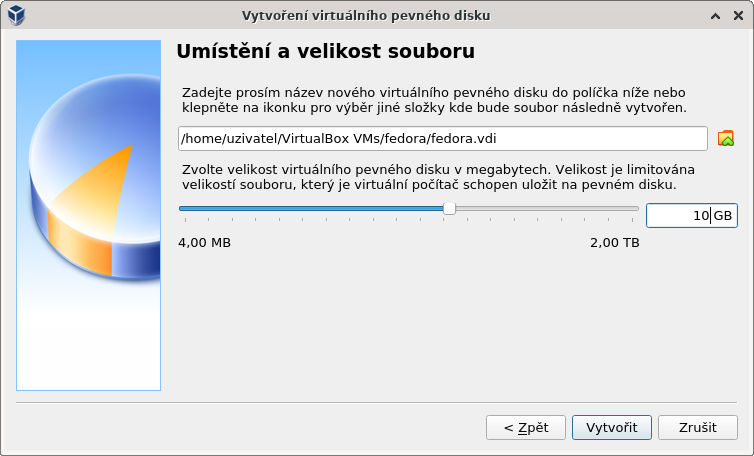 Vytvoření virtuálního pevného disku
Umístění a velikost souboru
Zadejte prosím název nového virtuálního pevného disku do políčka níže nebo
klepněte na ikonku pro výběr jiné složky kde bude soubor následně vytvořen.
/home/uzivatel/VirtualBox VMs/fedora/fedora.vdi
Zvolte velikost virtuálního pevného disku v megabytech. Velikost je limitována
velikostí souboru, který je virtuální počítač schopen uložit na pevném disku.
10 GB
4,00 MB 2,00 TB
< Zpět Vytvořit Zrušit